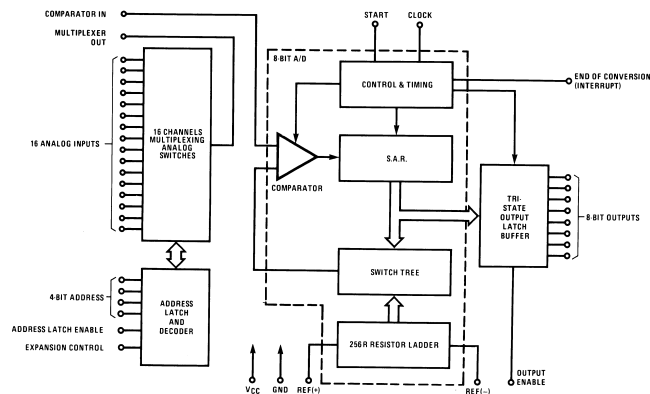 COMPARATOR IN
MULTIPLEXER
OUT
START
CLOCK
8-BIT A/D
CONTROL & TIMING
END OF CONVERSION
(INTERRUPT)
16 ANALOG INPUTS
16 CHANNELS
MULTIPLEXING
ANALOG
SWITCHES
COMPARATOR
S.A.R.
TRI-
STATE
OUTPUT
LATCH
BUFFER
8-BIT OUTPUTS
SWITCH TREE
4-BIT ADDRESS
ADDRESS
LATCH
AND
DECODER
ADDRESS LATCH ENABLE
EXPANSION CONTROL
256R RESISTOR LADDER
VCC
GND
REF(+)
REF(−)
OUTPUT
ENABLE